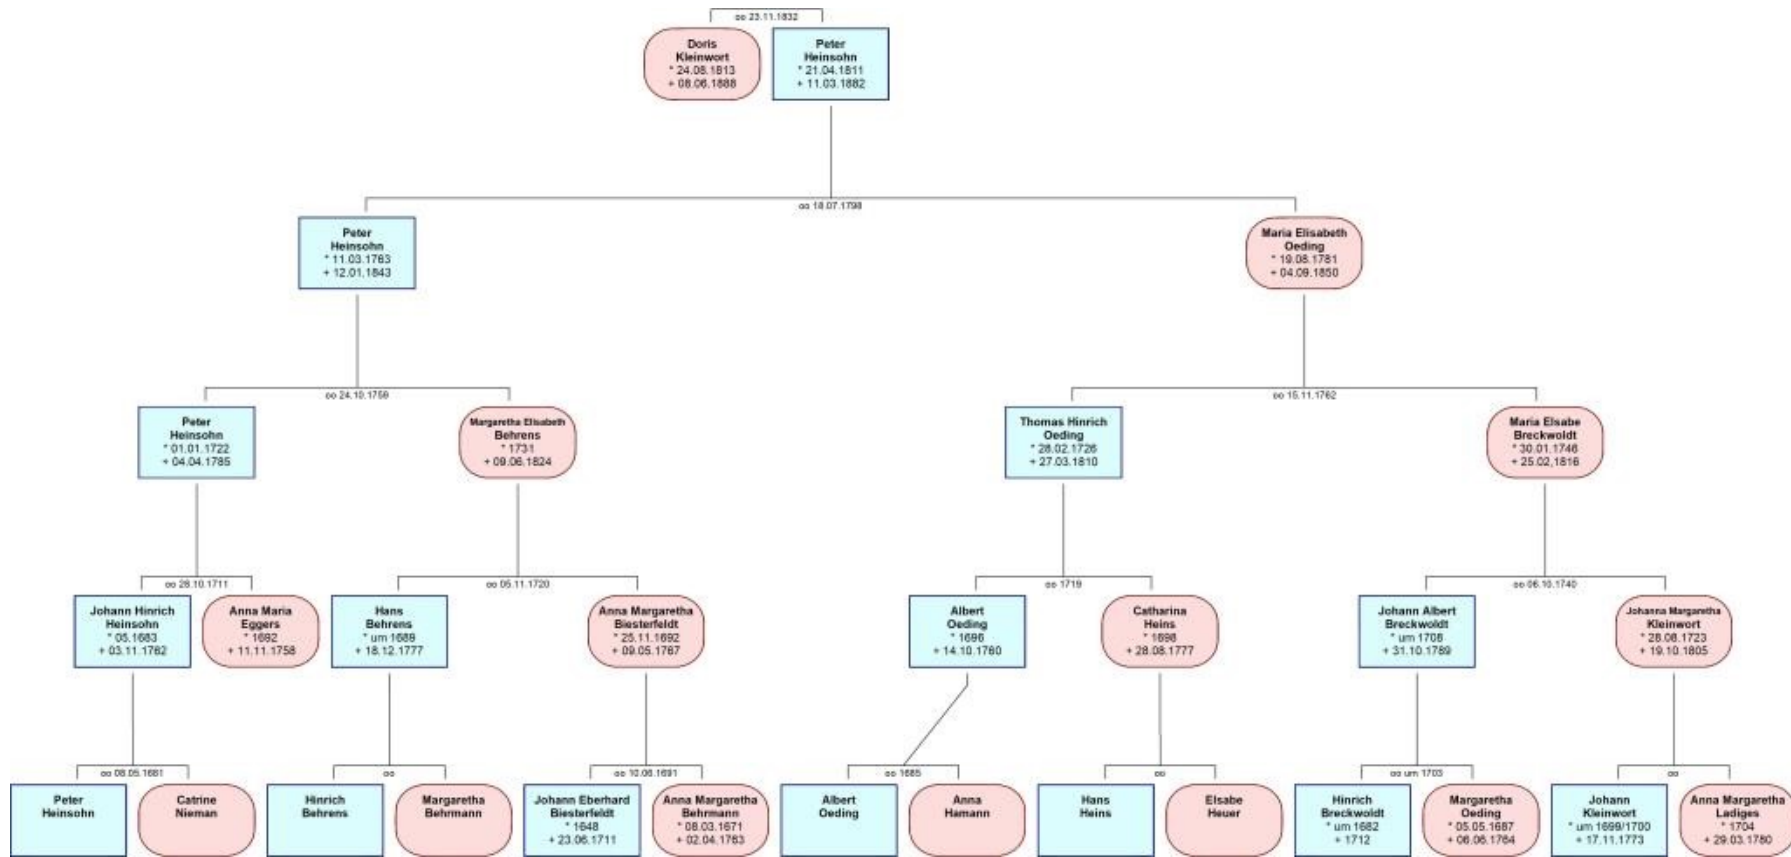 oo 23.11.1832
Doris
Kleinwort
* 24.08.1813
+ 08.06.1888
Peter
Heinsohn
* 21.04.1811
+ 11.03.1882
oo 18.07.1798
Peter
Heinsohn
* 11.03.1763
+ 12.01.1843
Maria Elisabeth
Oeding
* 19.08.1781
+ 04.09.1850
oo 24.10.1759
oo 15.11.1762
Peter
Heinsohn
* 01.01.1722
+ 04.04.1785
Margaretha Elisabeth
Behrens
* 1731
+ 09.06.1824
Thomas Hinrich
Oeding
* 28.02.1726
+ 27.03.1810
Maria Elsabe
Breckwoldt
* 30.01.1746
+ 25.02.1816
oo 28.10.1711
oo 05.11.1720
oo 1719
oo 06.10.1740
Johann Hinrich
Heinsohn
* 05.1683
+ 03.11.1762
Anna Maria
Eggers
* 1692
+ 11.11.1758
Hans
Behrens
* um 1689
+ 18.12.1777
Anna Margaretha
Biesterfeldt
* 25.11.1692
+ 09.05.1767
Albert
Oeding
* 1696
+ 14.10.1760
Catharina
Heins
* 1698
+ 28.08.1777
Johann Albert
Breckwoldt
* um 1708
+ 31.10.1789
Johanna Margaretha
Kleinwort
* 28.08.1723
+ 19.10.1805
oo 08.05.1681
oo
oo 10.06.1691
oo 1685
oo
oo um 1703
oo
Peter
Heinsohn
Catrine
Nieman
Hinrich
Behrens
Margaretha
Behrmann
Johann Eberhard
Biesterfeldt
* 1648
+ 23.06.1711
Anna Margaretha
Behrmann
* 08.03.1671
+ 02.04.1763
Albert
Oeding
Anna
Hamann
Hans
Heins
Elsabe
Heuer
Hinrich
Breckwoldt
* um 1682
+ 1712
Margaretha
Oeding
* 05.05.1687
+ 06.06.1764
Johann
Kleinwort
* um 1699/1700
+ 17.11.1773
Anna Margaretha
Ladiges
* 1704
+ 29.03.1780